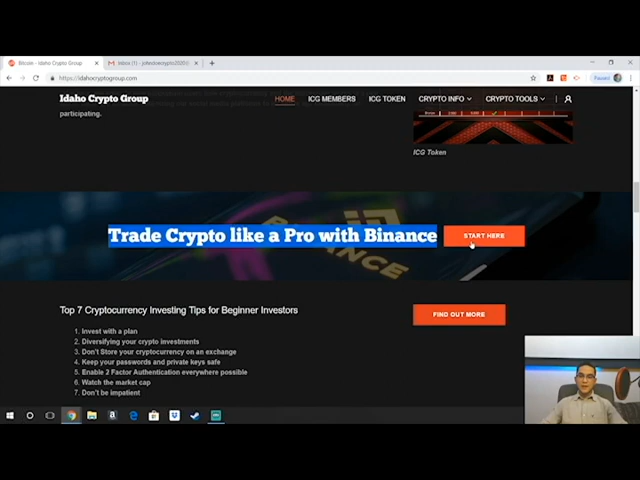 Bitcoin - Idaho Crypto Group
https://idahocryptogroup.com
Paused
Idaho Crypto Group
HOME
ICG MEMBERS
ICG TOKEN
CRYPTO INFO
CRYPTO TOOLS
participating.
ICG Token
Trade Crypto like a Pro with Binance
START HERE
BINANCE
Top 7 Cryptocurrency Investing Tips for Beginner Investors
FIND OUT MORE
1. Invest with a plan
2. Diversifying your crypto investments
3. Don't Store your cryptocurrency on an exchange
4. Keep your passwords and private keys safe
5. Enable 2 Factor Authentication everywhere possible
6. Watch the market cap
7. Don't be impatient